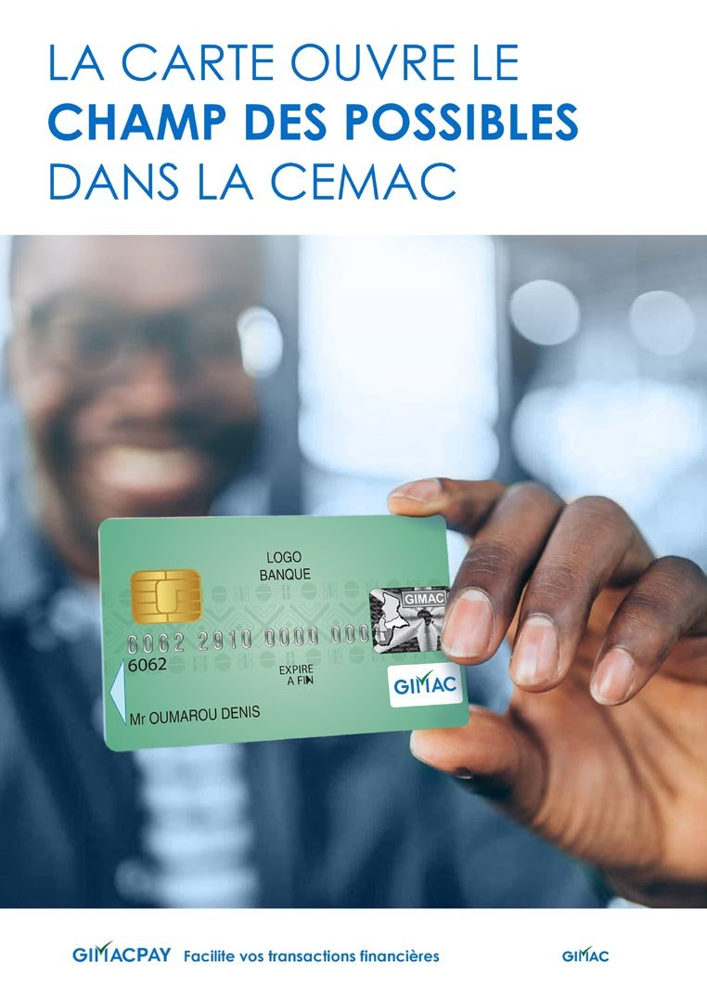 LA CARTE OUVRE LE
CHAMP DES POSSIBLES
DANS LA CEMAC
LOGO
BANQUE
GIMAC
6062 2910 0000 000
6062
EXPIRE
A FIN
GIMAC
Mr OUMAROU DENIS
GIMACPAY Facilite vos transactions financières
GIMAC